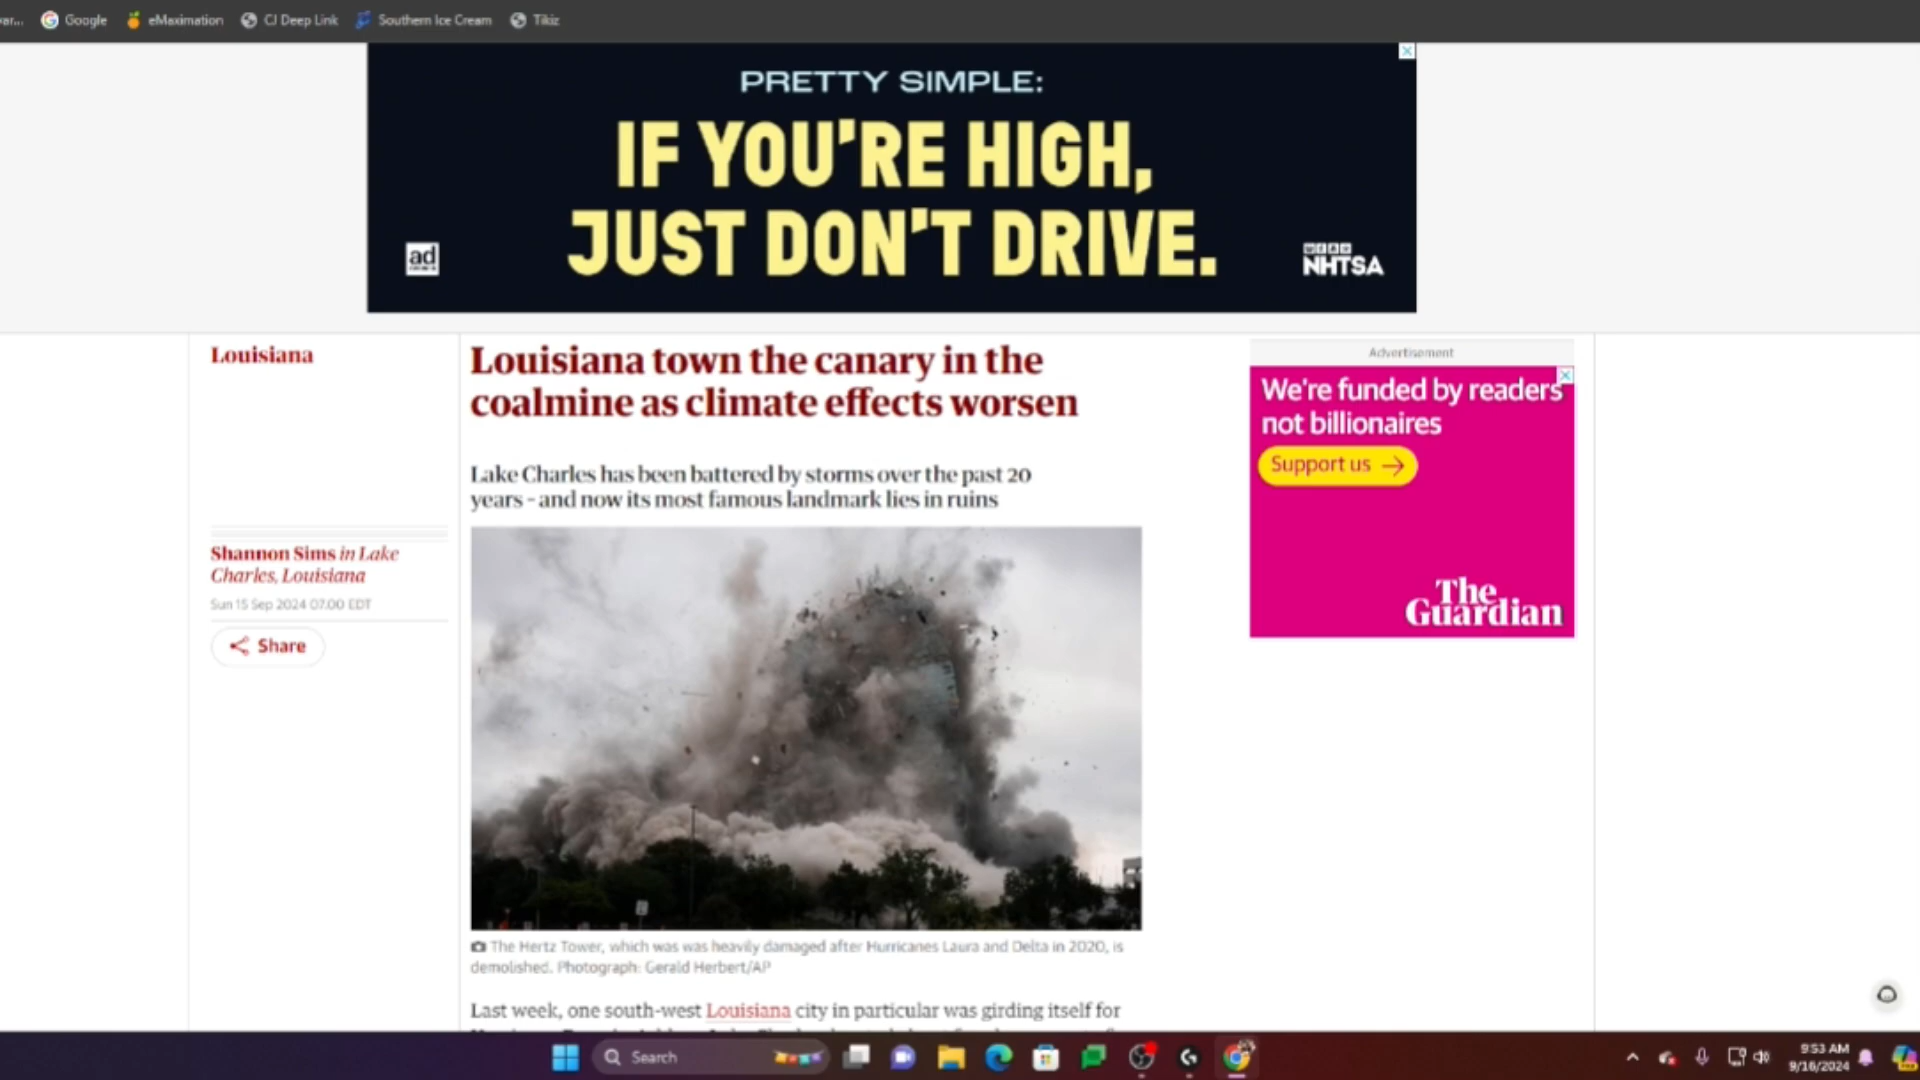 Google eMaximation CJ Deep Link Southern Ice Cream Tikiz
PRETTY SIMPLE:
IF YOU'RE HIGH,
JUST DON'T DRIVE.
ad
NHTSA
Louisiana
Louisiana town the canary in the
coalmine as climate effects worsen
Lake Charles has been battered by storms over the past 20
years – and now its most famous landmark lies in ruins
Shannon Sims in Lake
Charles, Louisiana
Sun 15 Sep 2024 07.00 EDT
Share
Advertisement
We're funded by readers
not billionaires
Support us
The
Guardian
The Hertz Tower, which was was heavily damaged after Hurricanes Laura and Delta in 2020, is
demolished. Photograph: Gerald Herbert/AP
Last week, one south-west Louisiana city in particular was girding itself for
Search
9:53 AM
9/16/2024